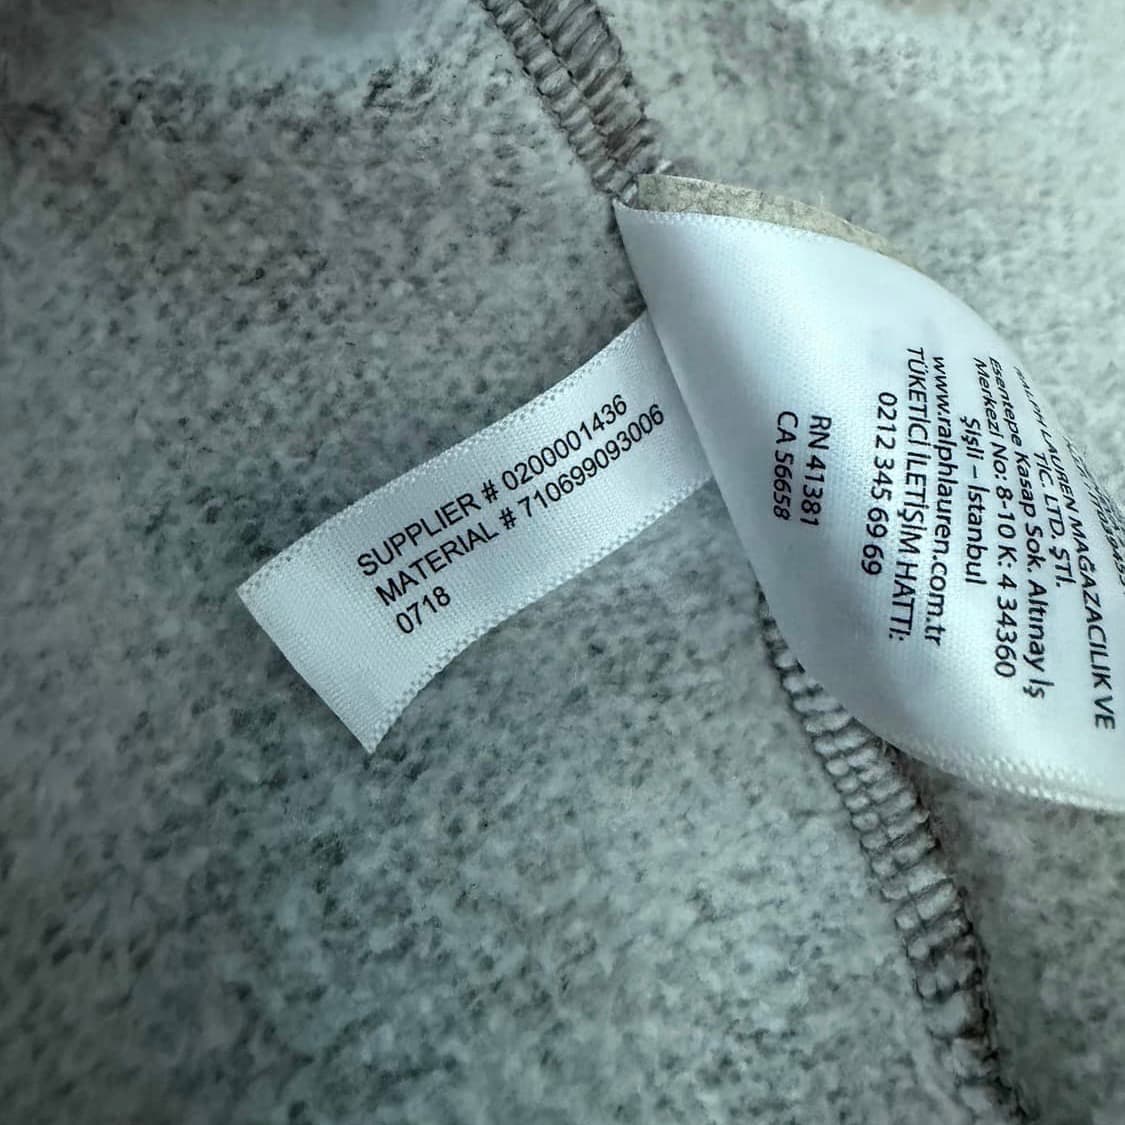 SUPPLIER # 0200001436
MATERIAL # 710699093006
0718
LAUREN MAĞAZACILIK VE
TİC. LTD. ŞTİ.
Esentepe Kasap Sok. Altınay İş
Merkezi No: 8-10 K: 4 34360
Şişli – İstanbul
www.ralphlauren.com.tr
TÜKETİCİ İLETİŞİM HATTI:
0212 345 69 69
RN 41381
CA 56658